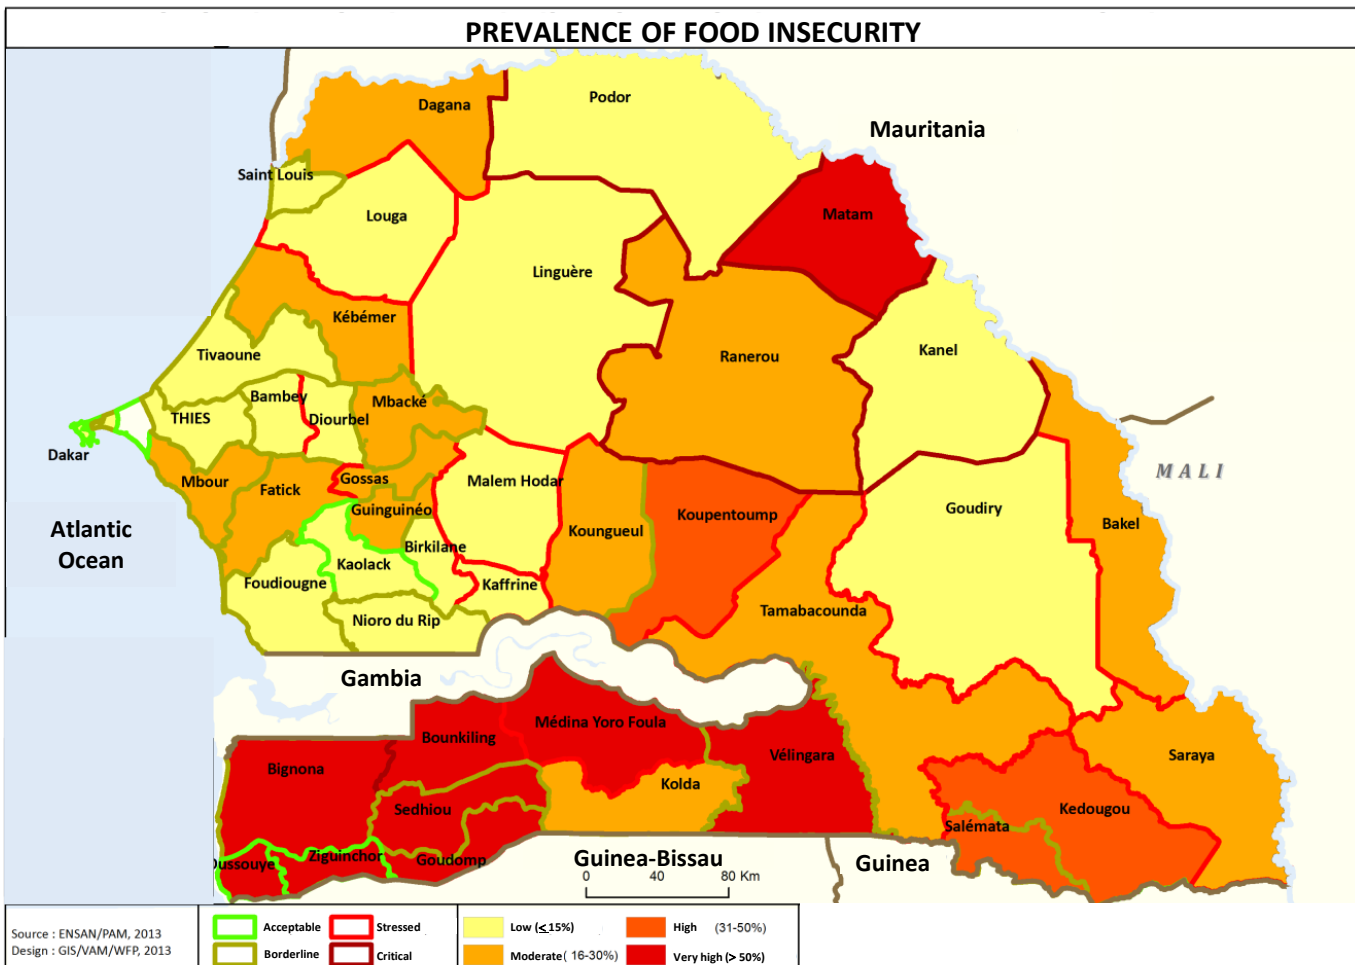 PREVALENCE OF FOOD INSECURITY
Podor
Dagana
Mauritania
Saint Louis
Louga
Matam
Linguère
Kébémer
Kanel
Ranerou
Tivaoune
Bambey
Mbacké
THIES
Diourbel
Dakar
MALI
Mbour
Gossas
Malem Hodar
Fatick
Guinguinéo
Koupentoump
Goudiry
Bakel
Atlantic
Ocean
Koungueul
Birkilane
Kaolack
Foudiougne
Kaffrine
Tamabacounda
Nioro du Rip
Gambia
Médina Yoro Foula
Bounkiling
Vélingara
Saraya
Bignona
Kolda
Sedhiou
Kedougou
Salémata
Ziguinchor
Goudomp
Guinea-Bissau
Guinea
0 40 80 Km
Source : ENSAN/PAM, 2013
Design : GIS/VAM/WFP, 2013
Acceptable
Stressed
Borderline
Critical
Low (≤15%)
High (31-50%)
Moderate ( 16-30%)
Very high (> 50%)